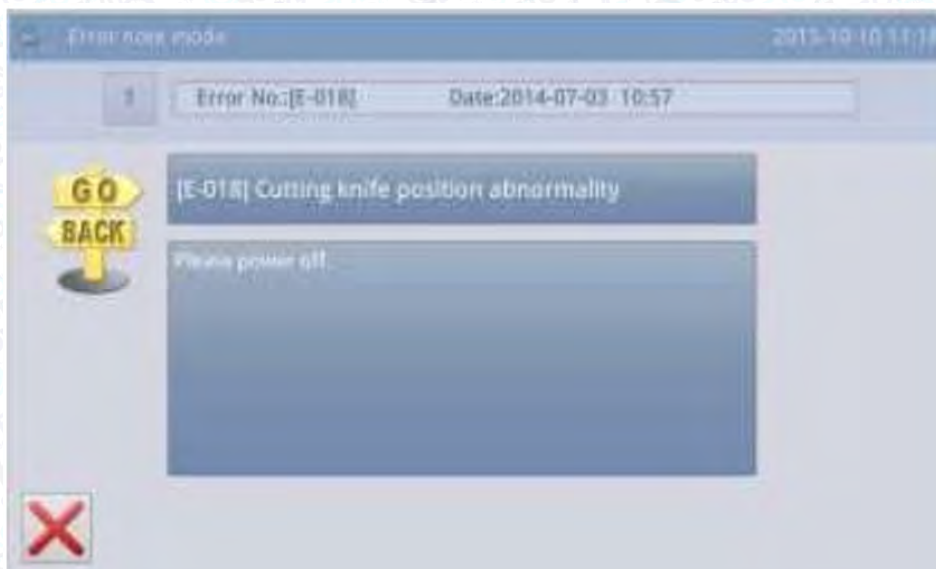 Error note mode 2015-10-10 11:18
1 Error No.:[E-018] Date:2014-07-03 10:57
GO
BACK
[E-018] Cutting knife position abnormality
Please power off.